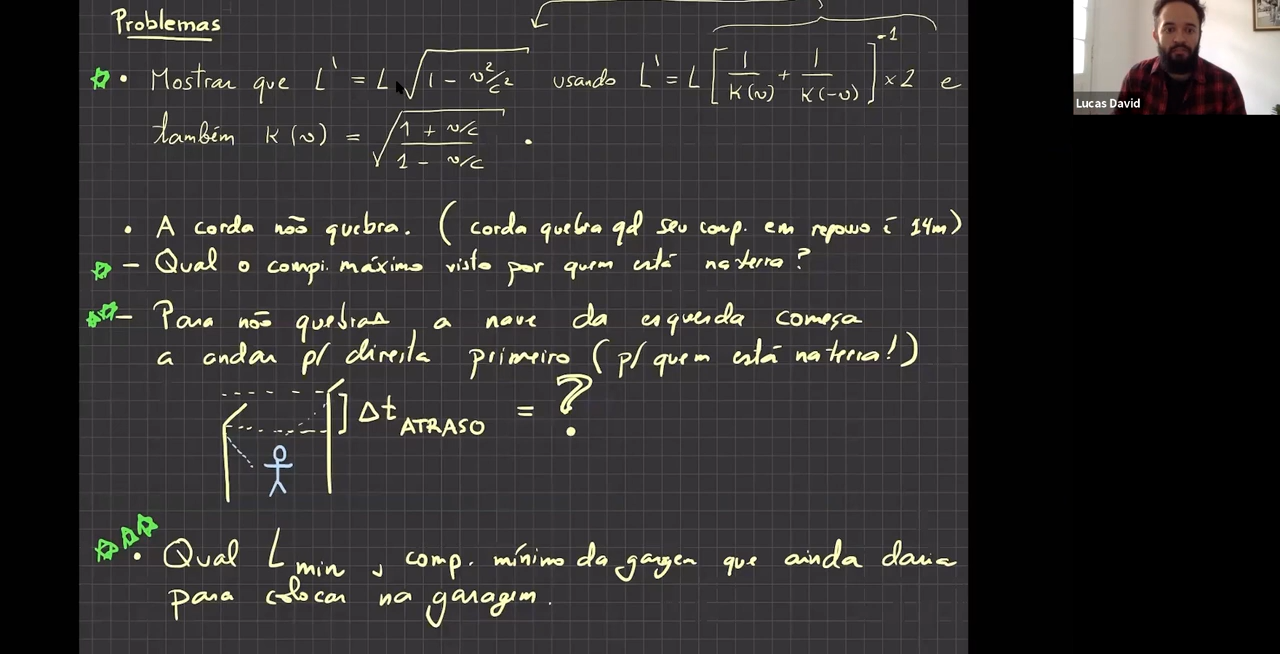 Problemas
• Mostrar que L' = L √(1 - v²/c²) usando L' = L [1/K(v) + 1/K(-v)]⁻¹ × 2 e
também K(v) = √((1 + v/c)/(1 - v/c)) .
Lucas David
• A corda não quebra. (corda quebra qd seu comp. em repouso é 14m)
- Qual o comp. máximo visto por quem está na terra?
- Para não quebrar, a nave da esquerda começa
a andar p/ direita primeiro (p/ quem está na terra!)
] Δt ATRASO = ?
• Qual L min, comp. mínimo da garagem que ainda daria
para colocar na garagem.